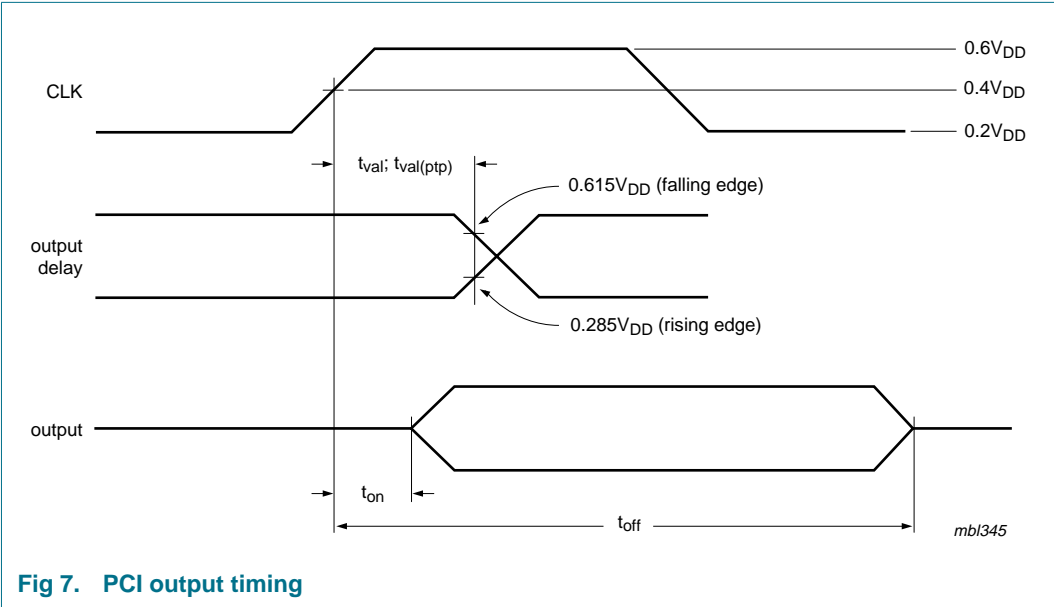 CLK
0.6VDD
0.4VDD
0.2VDD
tval; tval(ptp)
0.615VDD (falling edge)
output
delay
0.285VDD (rising edge)
output
ton
toff
mbl345
Fig 7. PCI output timing